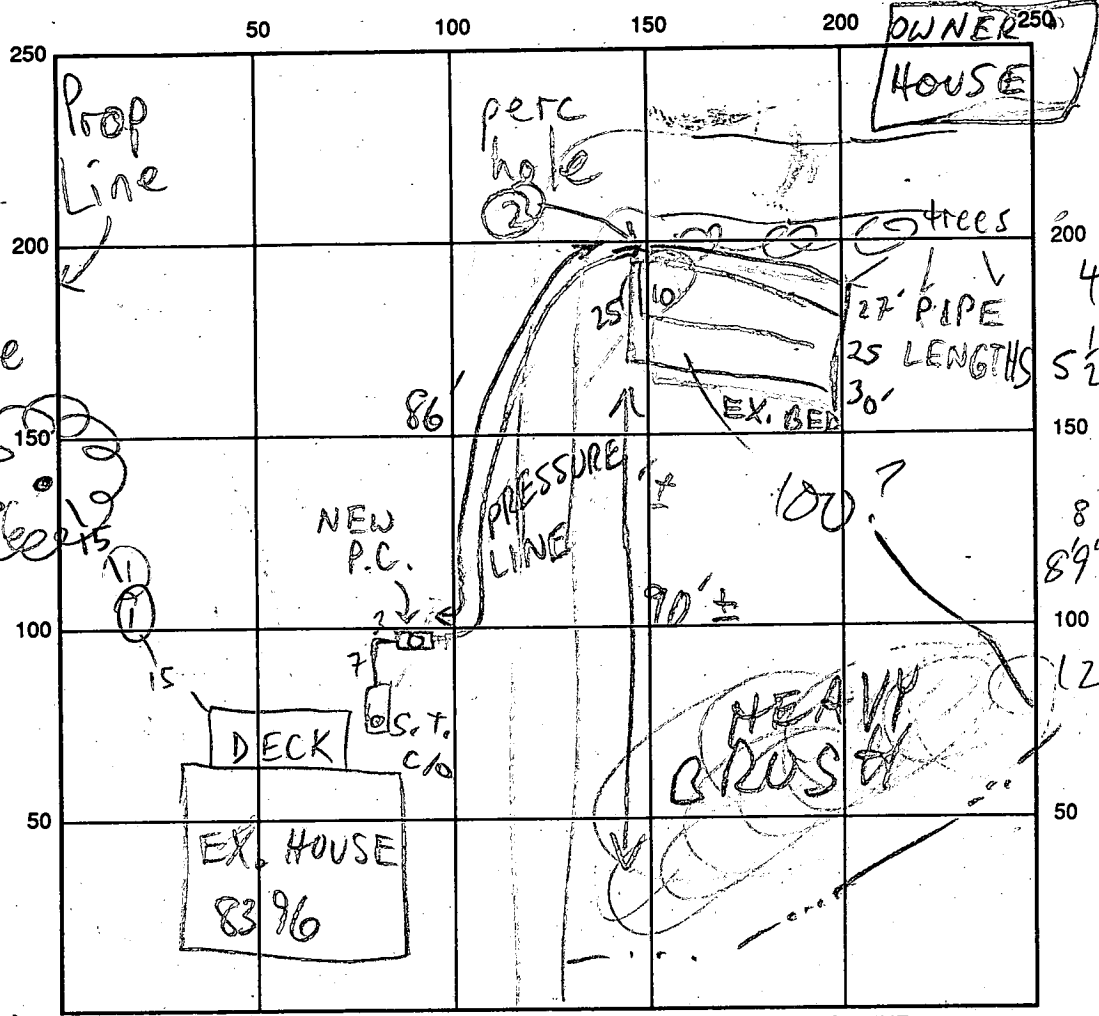 50 100 150 200 250
OWNER
HOUSE
250
Prop
Line
perc
hole
2
trees
200
200
4
25
10
27' PIPE
25 LENGTHS
30'
5 1/2
e
86'
EX. BED
150
150
PRESSURE
LINE
±
100?
15
NEW
P.C.
8
8'9"
1
100
90' ±
100
7
15
12
S.T.
C/O
HEAVY
BRUSH
DECK
50
50
EX. HOUSE
8396